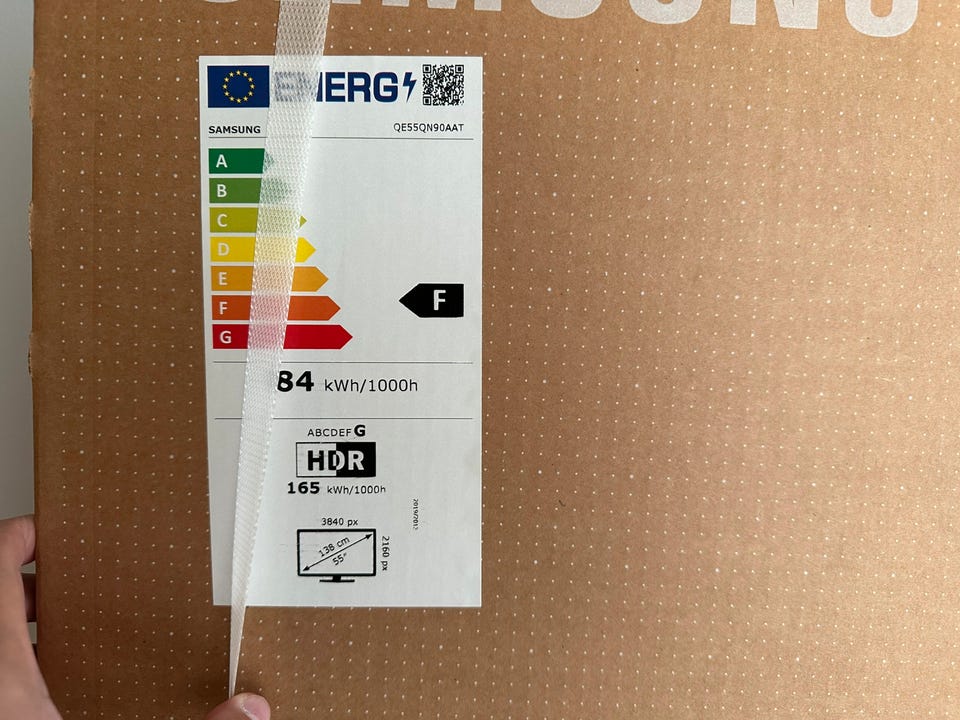 SAMSUNG
ENERG
SAMSUNG QE55QN90AAT
A
B
C
D
E
F
F
G
84 kWh/1000h
ABCDEFG
HDR
165 kWh/1000h
2019/2013
3840 px
138 cm
55"
2160 px